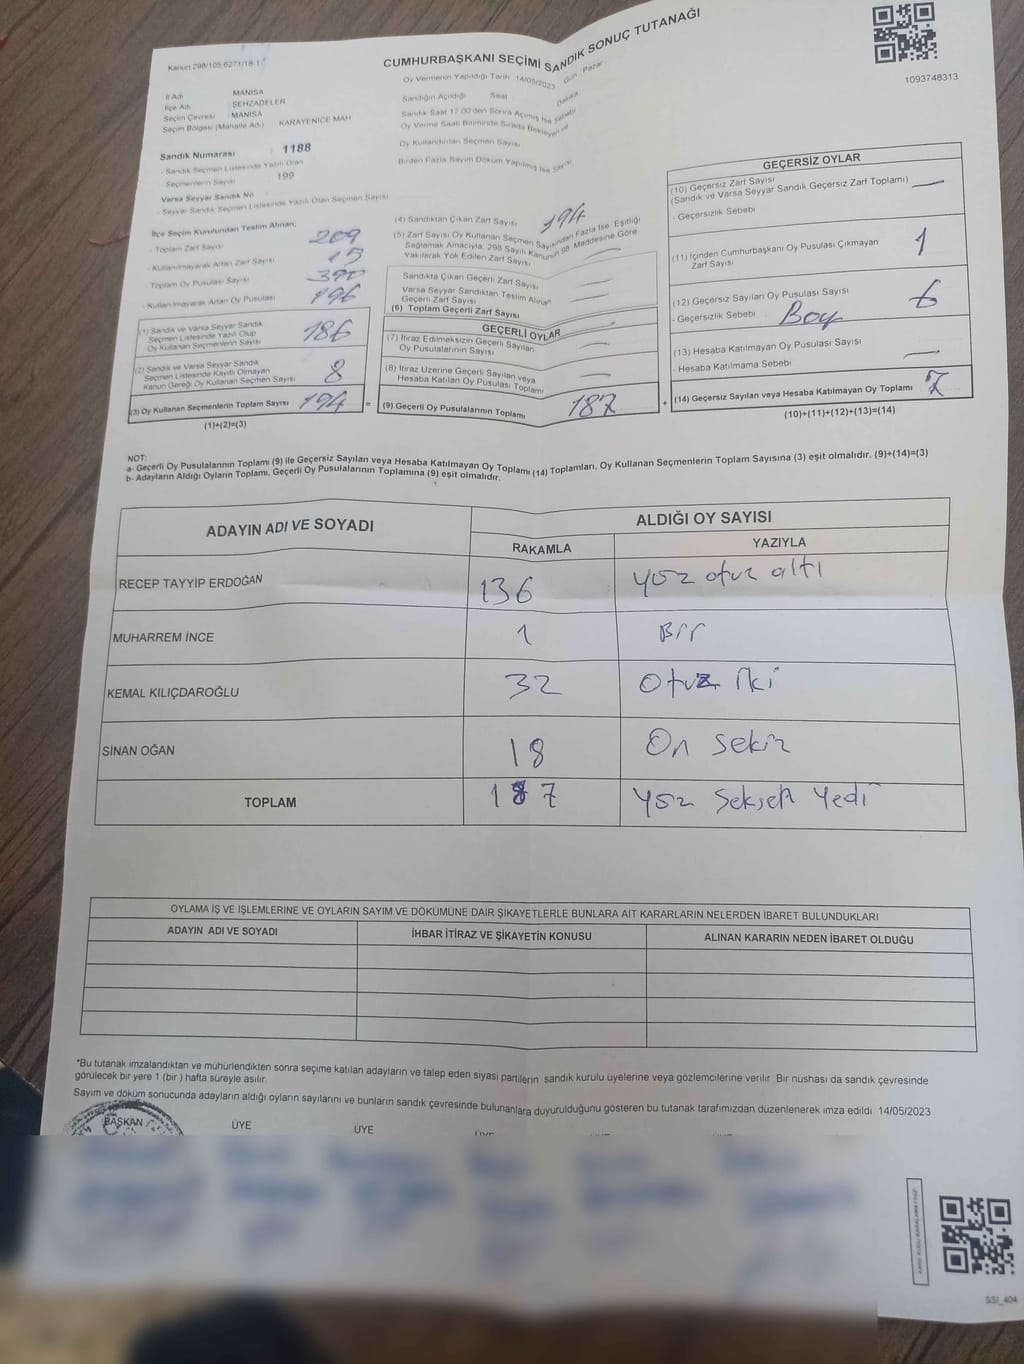 Kanun 298/105 6271/18-1
CUMHURBAŞKANI SEÇİMİ SANDIK SONUÇ TUTANAĞI
1093748313
Oy Vermenin Yapıldığı Tarih 14/05/2023 Gün : Pazar
İl Adı MANİSA
İlçe Adı ŞEHZADELER
Seçim Çevresi MANİSA
Seçim Bölgesi (Mahalle Adı) KARAYENİCE MAH
Sandık Numarası 1188
- Sandık Seçmen Listesinde Yazılı Olan
Seçmenlerin Sayısı 199
Varsa Seyyar Sandık No
- Seyyar Sandık Seçmen Listesinde Yazılı Olan Seçmen Sayısı
İlçe Seçim Kurulundan Teslim Alınan;
- Toplam Zarf Sayısı 209
- Kullanılmayarak Artan Zarf Sayısı 15
- Toplam Oy Pusulası Sayısı 390
- Kullanılmayarak Artan Oy Pusulası 196
(1) Sandık ve Varsa Seyyar Sandık
Seçmen Listesinde Yazılı Olup
Oy Kullanan Seçmenlerin Sayısı 186
(2) Sandık ve Varsa Seyyar Sandık
Seçmen Listesinde Kayıtlı Olmayan
Kanun Gereği Oy Kullanan Seçmen Sayısı 8
(3) Oy Kullanan Seçmenlerin Toplam Sayısı 194 =
(1)+(2)=(3)
Sandığın Açıldığı Saat Dakika
Sandık Saat 17.00'den Sonra Açılmış İse Sebebi
Oy Verme Saati Bitiminde Sırada Bekleyen ve
Oy Kullandırılan Seçmen Sayısı
Birden Fazla Sayım Döküm Yapılmış İse Sayısı
(4) Sandıktan Çıkan Zarf Sayısı 194
(5) Zarf Sayısı Oy Kullanan Seçmen Sayısından Fazla İse, Eşitliği
Sağlamak Amacıyla, 298 Sayılı Kanunun 98. Maddesine Göre
Yakılarak Yok Edilen Zarf Sayısı
Sandıkta Çıkan Geçerli Zarf Sayısı
Varsa Seyyar Sandıktan Teslim Alınan
Geçerli Zarf Sayısı
(6) Toplam Geçerli Zarf Sayısı
GEÇERLİ OYLAR
(7) İtiraz Edilmeksizin Geçerli Sayılan
Oy Pusulalarının Sayısı
(8) İtiraz Üzerine Geçerli Sayılan veya
Hesaba Katılan Oy Pusulası Toplamı
(9) Geçerli Oy Pusulalarının Toplamı 187 +
GEÇERSİZ OYLAR
(10) Geçersiz Zarf Sayısı
(Sandık ve Varsa Seyyar Sandık Geçersiz Zarf Toplamı)
- Geçersizlik Sebebi
(11) İçinden Cumhurbaşkanı Oy Pusulası Çıkmayan
Zarf Sayısı 1
(12) Geçersiz Sayılan Oy Pusulası Sayısı 6
- Geçersizlik Sebebi Boy
(13) Hesaba Katılmayan Oy Pusulası Sayısı
- Hesaba Katılmama Sebebi
(14) Geçersiz Sayılan veya Hesaba Katılmayan Oy Toplamı 7
(10)+(11)+(12)+(13)=(14)
NOT:
a- Geçerli Oy Pusulalarının Toplamı (9) ile Geçersiz Sayılan veya Hesaba Katılmayan Oy Toplamı (14) Toplamları, Oy Kullanan Seçmenlerin Toplam Sayısına (3) eşit olmalıdır. (9)+(14)=(3)
b- Adayların Aldığı Oyların Toplamı, Geçerli Oy Pusulalarının Toplamına (9) eşit olmalıdır.
ADAYIN ADI VE SOYADI ALDIĞI OY SAYISI
RAKAMLA YAZIYLA
RECEP TAYYİP ERDOĞAN 136 yüz otuz altı
MUHARREM İNCE 1 Bir
KEMAL KILIÇDAROĞLU 32 Otuz iki
SİNAN OĞAN 18 On sekiz
TOPLAM 187 yüz seksen yedi
OYLAMA İŞ VE İŞLEMLERİNE VE OYLARIN SAYIM VE DÖKÜMÜNE DAİR ŞİKAYETLERLE BUNLARA AİT KARARLARIN NELERDEN İBARET BULUNDUKLARI
ADAYIN ADI VE SOYADI İHBAR İTİRAZ VE ŞİKAYETİN KONUSU ALINAN KARARIN NEDEN İBARET OLDUĞU
*Bu tutanak imzalandıktan ve mühürlendikten sonra seçime katılan adayların ve talep eden siyasi partilerin sandık kurulu üyelerine veya gözlemcilerine verilir. Bir nüshası da sandık çevresinde
görülecek bir yere 1 (bir) hafta süreyle asılır.
Sayım ve döküm sonucunda adayların aldığı oyların sayılarını ve bunların sandık çevresinde bulunanlara duyurulduğunu gösteren bu tutanak tarafımızdan düzenlenerek imza edildi 14/05/2023
BAŞKAN ÜYE ÜYE
SSI_404